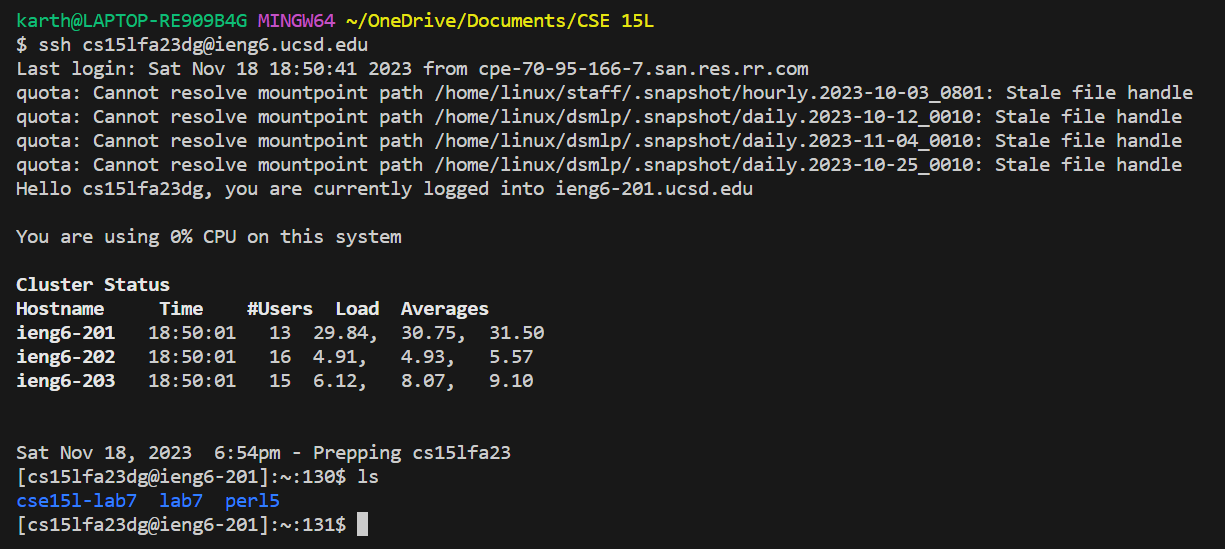 karth@LAPTOP-RE909B4G MINGW64 ~/OneDrive/Documents/CSE 15L
$ ssh cs15lfa23dg@ieng6.ucsd.edu
Last login: Sat Nov 18 18:50:41 2023 from cpe-70-95-166-7.san.res.rr.com
quota: Cannot resolve mountpoint path /home/linux/staff/.snapshot/hourly.2023-10-03_0801: Stale file handle
quota: Cannot resolve mountpoint path /home/linux/dsmlp/.snapshot/daily.2023-10-12_0010: Stale file handle
quota: Cannot resolve mountpoint path /home/linux/dsmlp/.snapshot/daily.2023-11-04_0010: Stale file handle
quota: Cannot resolve mountpoint path /home/linux/dsmlp/.snapshot/daily.2023-10-25_0010: Stale file handle
Hello cs15lfa23dg, you are currently logged into ieng6-201.ucsd.edu
You are using 0% CPU on this system
Cluster Status
Hostname     Time    #Users  Load  Averages
ieng6-201   18:50:01   13  29.84,   30.75,  31.50
ieng6-202   18:50:01   16  4.91,   4.93,   5.57
ieng6-203   18:50:01   15  6.12,   8.07,   9.10
Sat Nov 18, 2023  6:54pm - Prepping cs15lfa23
[cs15lfa23dg@ieng6-201]:~:130$ ls
cse15l-lab7  lab7  perl5
[cs15lfa23dg@ieng6-201]:~:131$